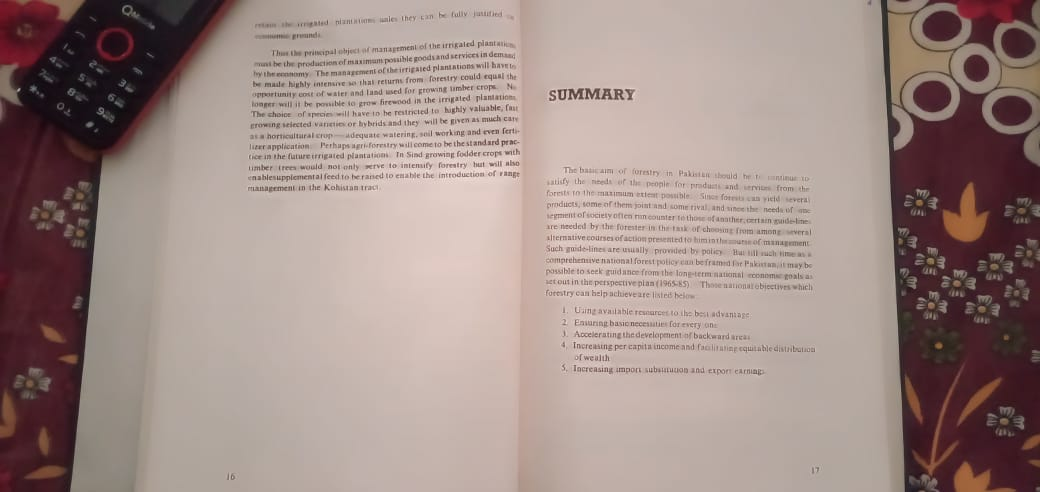 QMobile
1
2
4
5
3
7
8
6
*
0
9
#
retain the irrigated plantations unles they can be fully justified on
economic grounds.
Thus the principal object of management of the irrigated plantations
must be the production of maximum possible goods and services in demand
by the economy. The management of the irrigated plantations will have to
be made highly intensive so that returns from forestry could equal the
opportunity cost of water and land used for growing timber crops. No
longer will it be possible to grow firewood in the irrigated plantations.
The choice of species will have to be restricted to highly valuable, fast
growing selected varieties or hybrids and they will be given as much care
as a horticultural crop—adequate watering, soil working and even ferti-
lizer application. Perhaps agri-forestry will come to be the standard prac-
tice in the future irrigated plantations. In Sind growing fodder crops with
timber trees would not only serve to intensify forestry but will also
enable supplemental feed to be raised to enable the introduction of range
management in the Kohistan tract.
16
SUMMARY
The basic aim of forestry in Pakistan should be to continue to
satisfy the needs of the people for products and services from the
forests to the maximum extent possible. Since forests can yield several
products, some of them joint and some rival, and since the needs of one
segment of society often run counter to those of another, certain guide-lines
are needed by the forester in the task of choosing from among several
alternative courses of action presented to him in the course of management.
Such guide-lines are usually provided by policy. But till such time as a
comprehensive national forest policy can be framed for Pakistan, it may be
possible to seek guidance from the long-term national economic goals as
set out in the perspective plan (1965-85). Those national objectives which
forestry can help achieve are listed below:
1. Using available resources to the best advantage
2. Ensuring basic necessities for every one
3. Accelerating the development of backward areas
4. Increasing per capita income and facilitating equitable distribution
of wealth
5. Increasing import substitution and export earnings
17